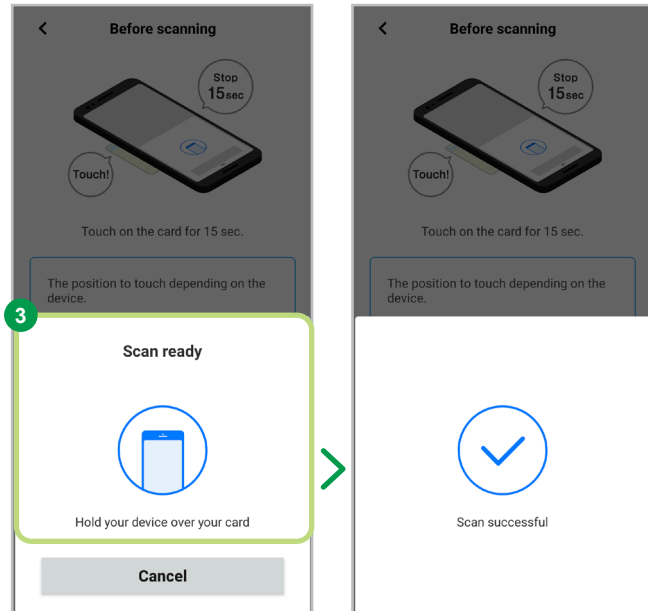 Before scanning
Stop
15sec
Touch!
Touch on the card for 15 sec.
The position to touch depending on the
device.
3
Scan ready
Hold your device over your card
Cancel
Before scanning
Stop
15sec
Touch!
Touch on the card for 15 sec.
The position to touch depending on the
device.
Scan successful